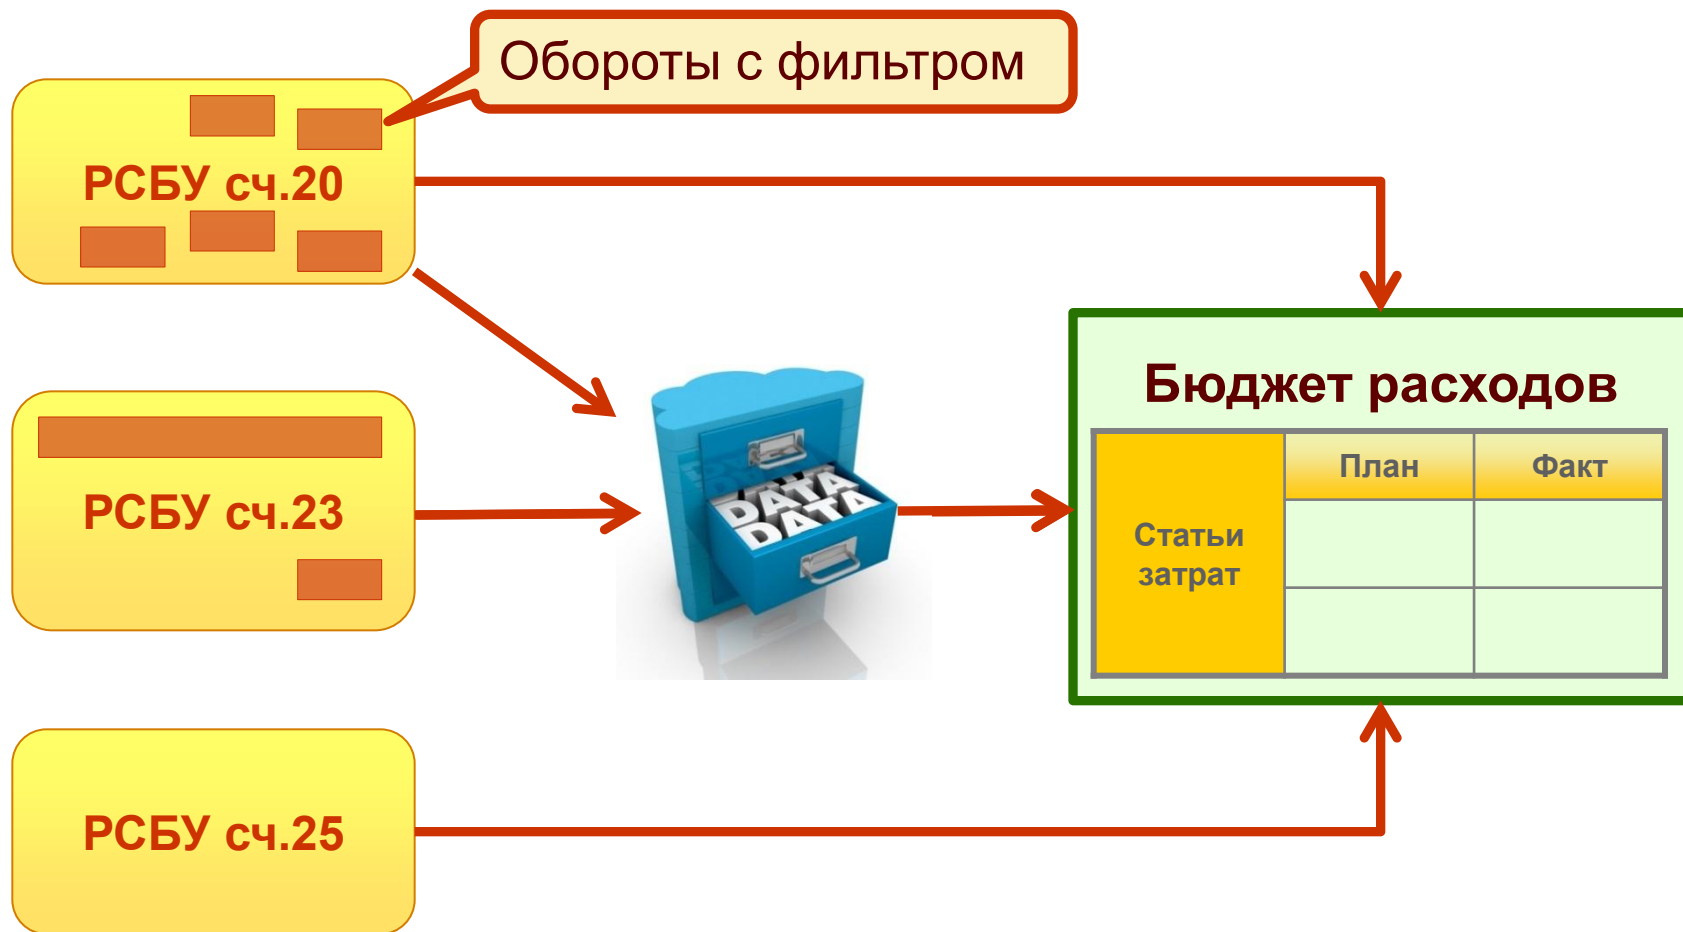 Обороты с фильтром
РСБУ сч.20
Бюджет расходов
План Факт
Статьи
затрат
РСБУ сч.23
DATA
DATA
РСБУ сч.25